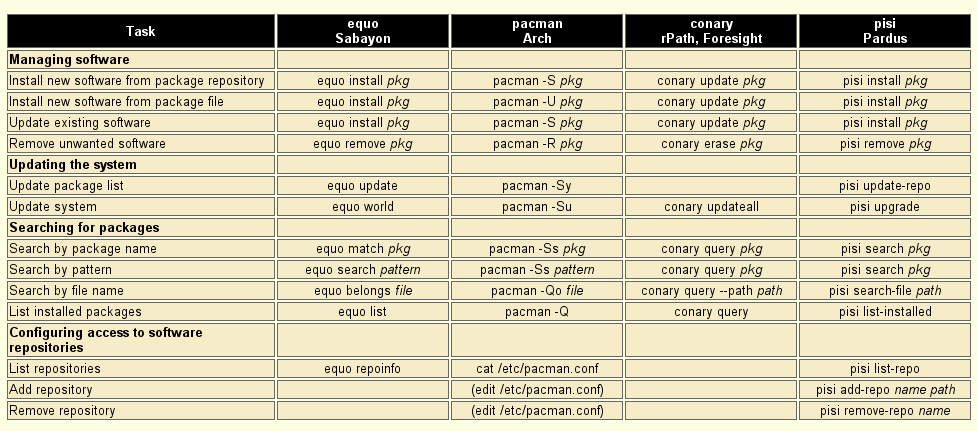 Task equo Sabayon pacman Arch conary rPath, Foresight pisi Pardus
Managing software
Install new software from package repository equo install pkg pacman -S pkg conary update pkg pisi install pkg
Install new software from package file equo install pkg pacman -U pkg conary update pkg pisi install pkg
Update existing software equo install pkg pacman -S pkg conary update pkg pisi install pkg
Remove unwanted software equo remove pkg pacman -R pkg conary erase pkg pisi remove pkg
Updating the system
Update package list equo update pacman -Sy pisi update-repo
Update system equo world pacman -Su conary updateall pisi upgrade
Searching for packages
Search by package name equo match pkg pacman -Ss pkg conary query pkg pisi search pkg
Search by pattern equo search pattern pacman -Ss pattern conary query pkg pisi search pkg
Search by file name equo belongs file pacman -Qo file conary query --path path pisi search-file path
List installed packages equo list pacman -Q conary query pisi list-installed
Configuring access to software
repositories
List repositories equo repoinfo cat /etc/pacman.conf pisi list-repo
Add repository (edit /etc/pacman.conf) pisi add-repo name path
Remove repository (edit /etc/pacman.conf) pisi remove-repo name